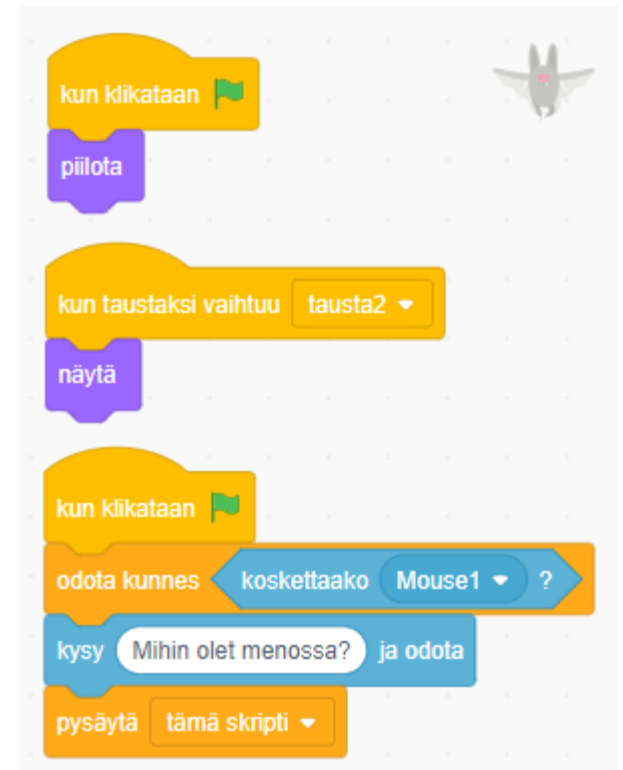 kun klikataan
piilota
kun taustaksi vaihtuu tausta2
näytä
kun klikataan
odota kunnes koskettaako Mouse1 ?
kysy Mihin olet menossa? ja odota
pysäytä tämä skripti